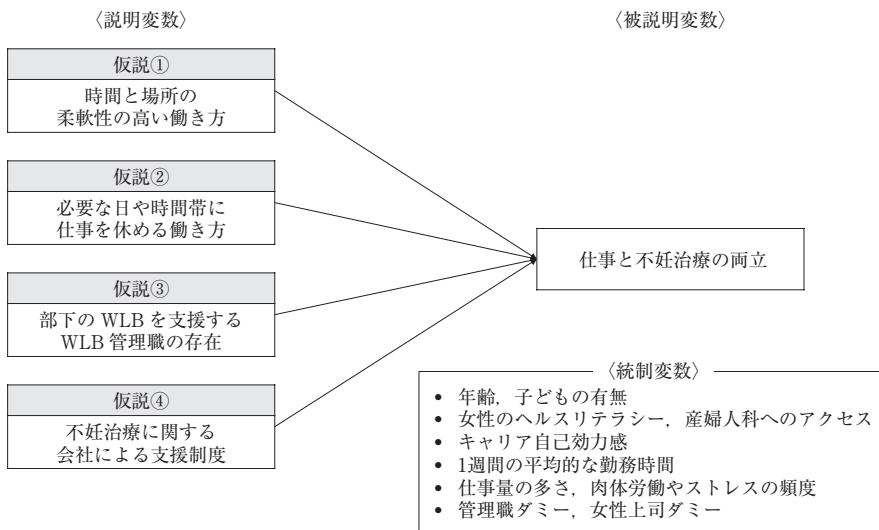 〈説明変数〉
〈被説明変数〉
仮説①
時間と場所の
柔軟性の高い働き方
仮説②
必要な日や時間帯に
仕事を休める働き方
仮説③
部下の WLB を支援する
WLB 管理職の存在
仮説④
不妊治療に関する
会社による支援制度
仕事と不妊治療の両立
〈統制変数〉
• 年齢，子どもの有無
• 女性のヘルスリテラシー，産婦人科へのアクセス
• キャリア自己効力感
• 1週間の平均的な勤務時間
• 仕事量の多さ，肉体労働やストレスの頻度
• 管理職ダミー，女性上司ダミー